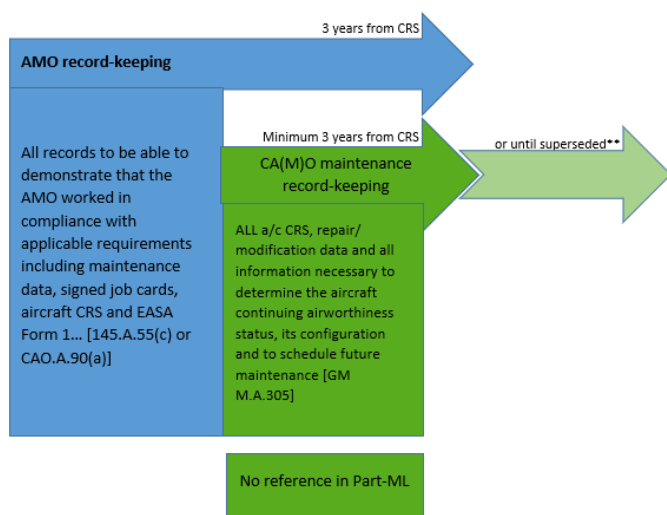 3 years from CRS
AMO record-keeping
Minimum 3 years from CRS
or until superseded**
CA(M)O maintenance
record-keeping
All records to be able to
demonstrate that the
AMO worked in
compliance with
applicable requirements
including maintenance
data, signed job cards,
aircraft CRS and EASA
Form 1... [145.A.55(c) or
CAO.A.90(a)]
ALL a/c CRS, repair/
modification data and all
information necessary to
determine the aircraft
continuing airworthiness
status, its configuration
and to schedule future
maintenance [GM
M.A.305]
No reference in Part-ML